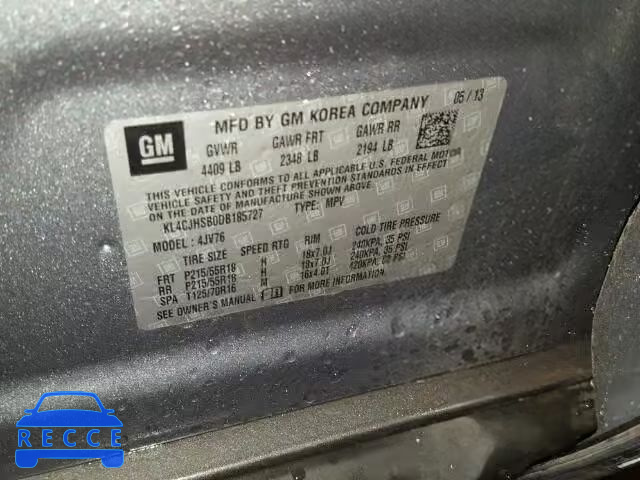 GM
MFD BY GM KOREA COMPANY 05 / 13
GVWR GAWR FRT GAWR RR
4409 LB 2348 LB 2194 LB
THIS VEHICLE CONFORMS TO ALL APPLICABLE U.S. FEDERAL MOTOR
VEHICLE SAFETY AND THEFT PREVENTION STANDARDS IN EFFECT ON
THE DATE OF MANUFACTURE SHOWN ABOVE.
KL4CJHSB0DB185727 TYPE: MPV
MODEL : 4JV76
TIRE SIZE SPEED RTG RIM COLD TIRE PRESSURE
FRT P215/55R18 H 18x7.0J 240KPA, 35 PSI
RR P215/55R18 H 18x7.0J 240KPA, 35 PSI
SPA T125/70R16 M 16x4.0T 420KPA, 60 PSI
SEE OWNER'S MANUAL FOR MORE INFORMATION.
RECCE